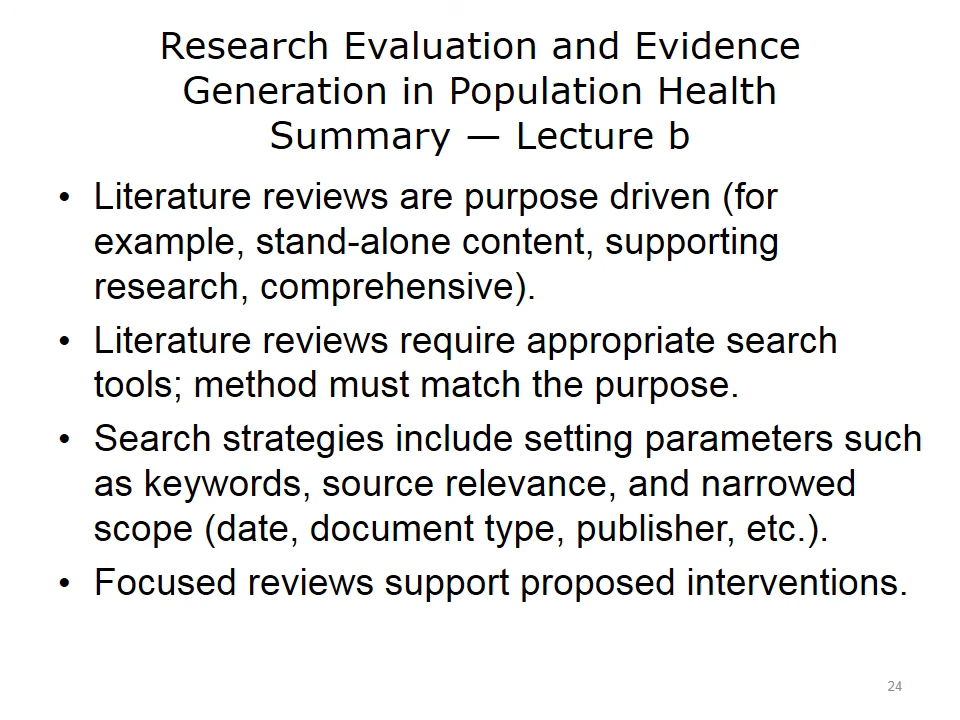 Research Evaluation and Evidence
Generation in Population Health
Summary — Lecture b
• Literature reviews are purpose driven (for
example, stand-alone content, supporting
research, comprehensive).
• Literature reviews require appropriate search
tools; method must match the purpose.
• Search strategies include setting parameters such
as keywords, source relevance, and narrowed
scope (date, document type, publisher, etc.).
• Focused reviews support proposed interventions.
24